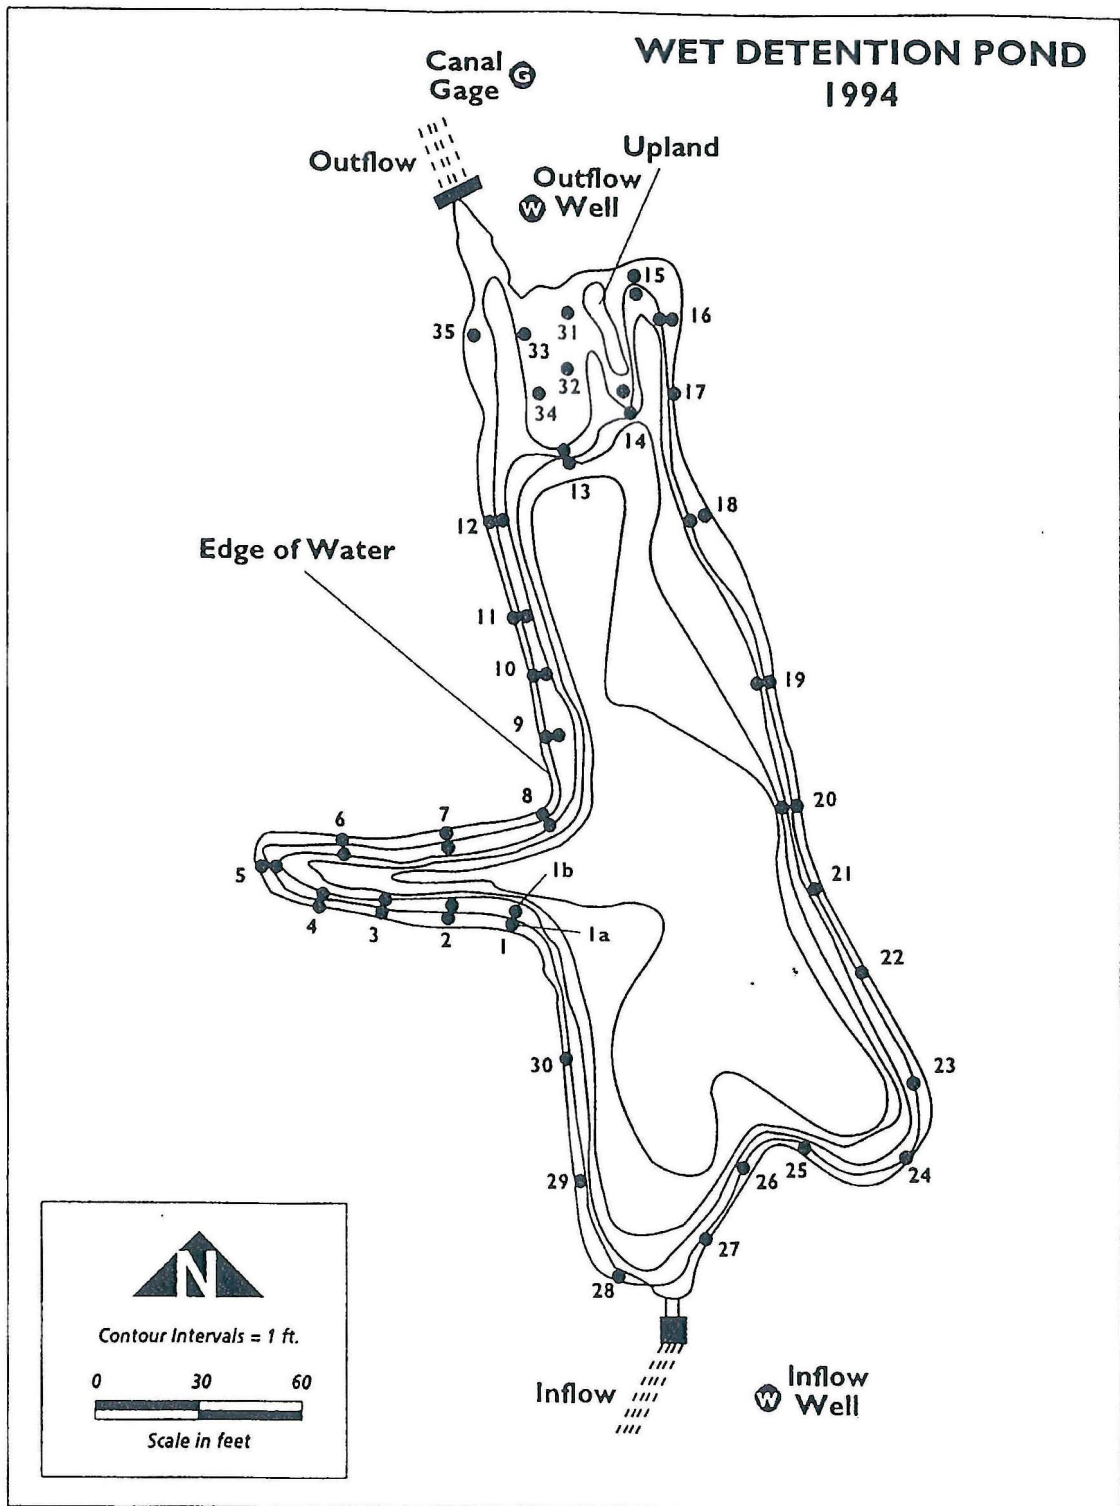 WET DETENTION POND
1994
Canal
Gage
G
Outflow
Upland
Outflow
Well
W
15
16
31
35
33
32
17
34
14
13
18
12
Edge of Water
11
10
19
9
8
20
7
6
5
1b
21
4
3
2
1
1a
22
30
23
29
26
25
24
27
28
N
Contour Intervals = 1 ft.
0 30 60
Scale in feet
Inflow
Inflow
Well
W